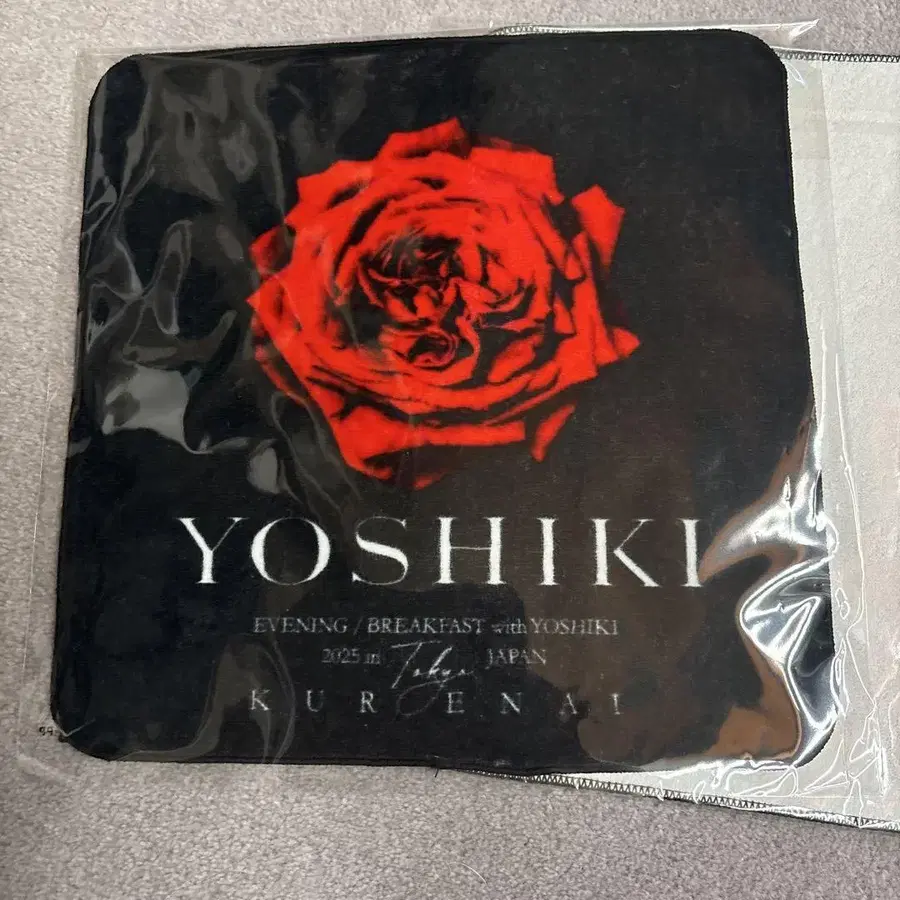 YOSHIKI
EVENING / BREAKFAST with YOSHIKI
2025 in Tokyo JAPAN
KURENAI